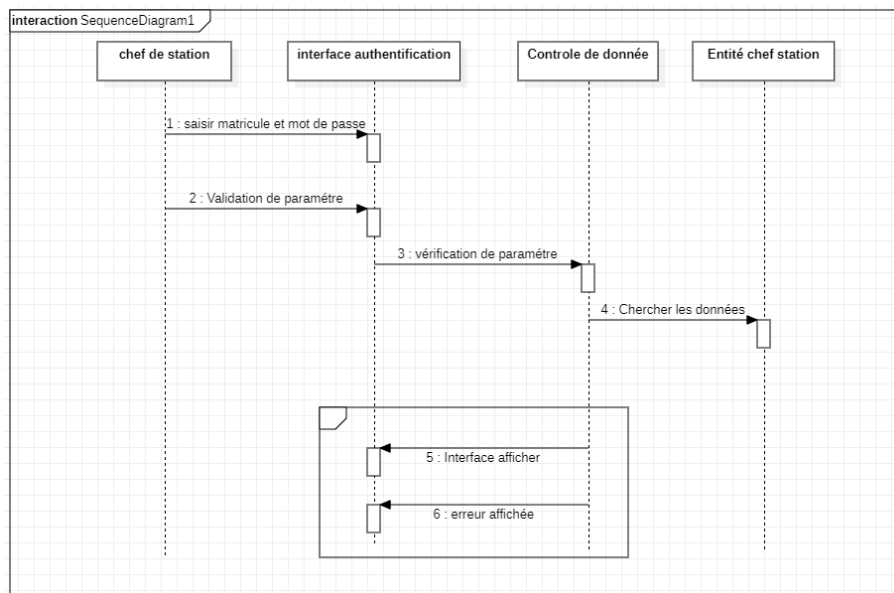 interaction SequenceDiagram1
chef de station
interface authentification
Controle de donnée
Entité chef station
1 : saisir matricule et mot de passe
2 : Validation de paramétre
3 : vérification de paramétre
4 : Chercher les données
5 : Interface afficher
6 : erreur affichée